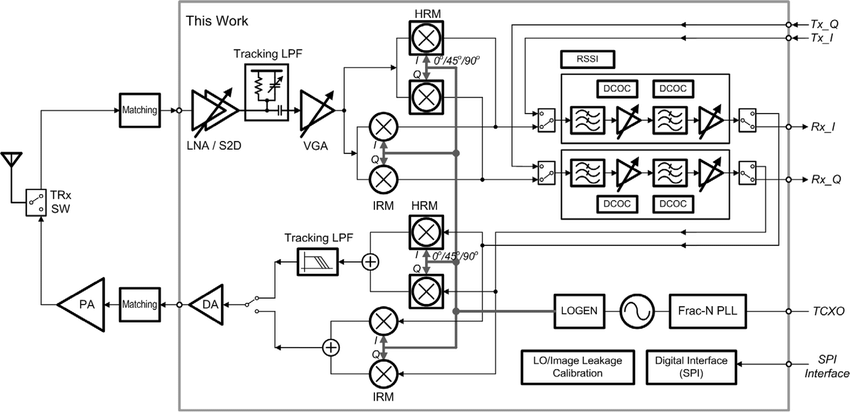 This Work
HRM
Tx_Q
Tx_I
Tracking LPF
I
0°/45°/90°
Q
RSSI
DCOC
DCOC
Matching
LNA / S2D
VGA
Rx_I
I
Q
IRM
Rx_Q
DCOC
DCOC
TRx
SW
HRM
Tracking LPF
I
0°/45°/90°
Q
PA
Matching
DA
LOGEN
Frac-N PLL
TCXO
I
Q
IRM
LO/Image Leakage
Calibration
Digital Interface
(SPI)
SPI
Interface